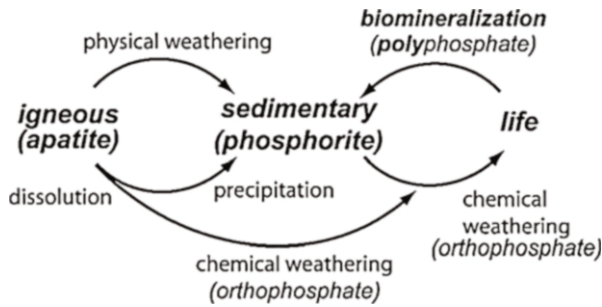 physical weathering
biomineralization
(polyphosphate)
igneous
(apatite)
sedimentary
(phosphorite)
life
dissolution
precipitation
chemical
weathering
(orthophosphate)
chemical weathering
(orthophosphate)